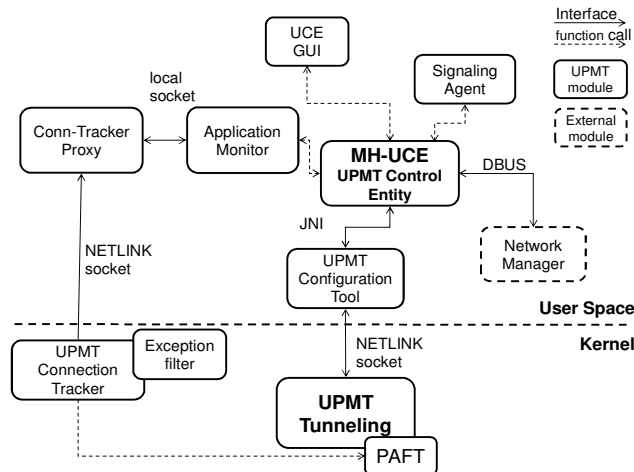 Interface
function call
UPMT
module
External
module
UCE
GUI
Signaling
Agent
local
socket
Conn-Tracker
Proxy
Application
Monitor
MH-UCE
UPMT Control
Entity
DBUS
JNI
NETLINK
socket
UPMT
Configuration
Tool
Network
Manager
User Space
Kernel
UPMT
Connection
Tracker
Exception
filter
NETLINK
socket
UPMT
Tunneling
PAFT